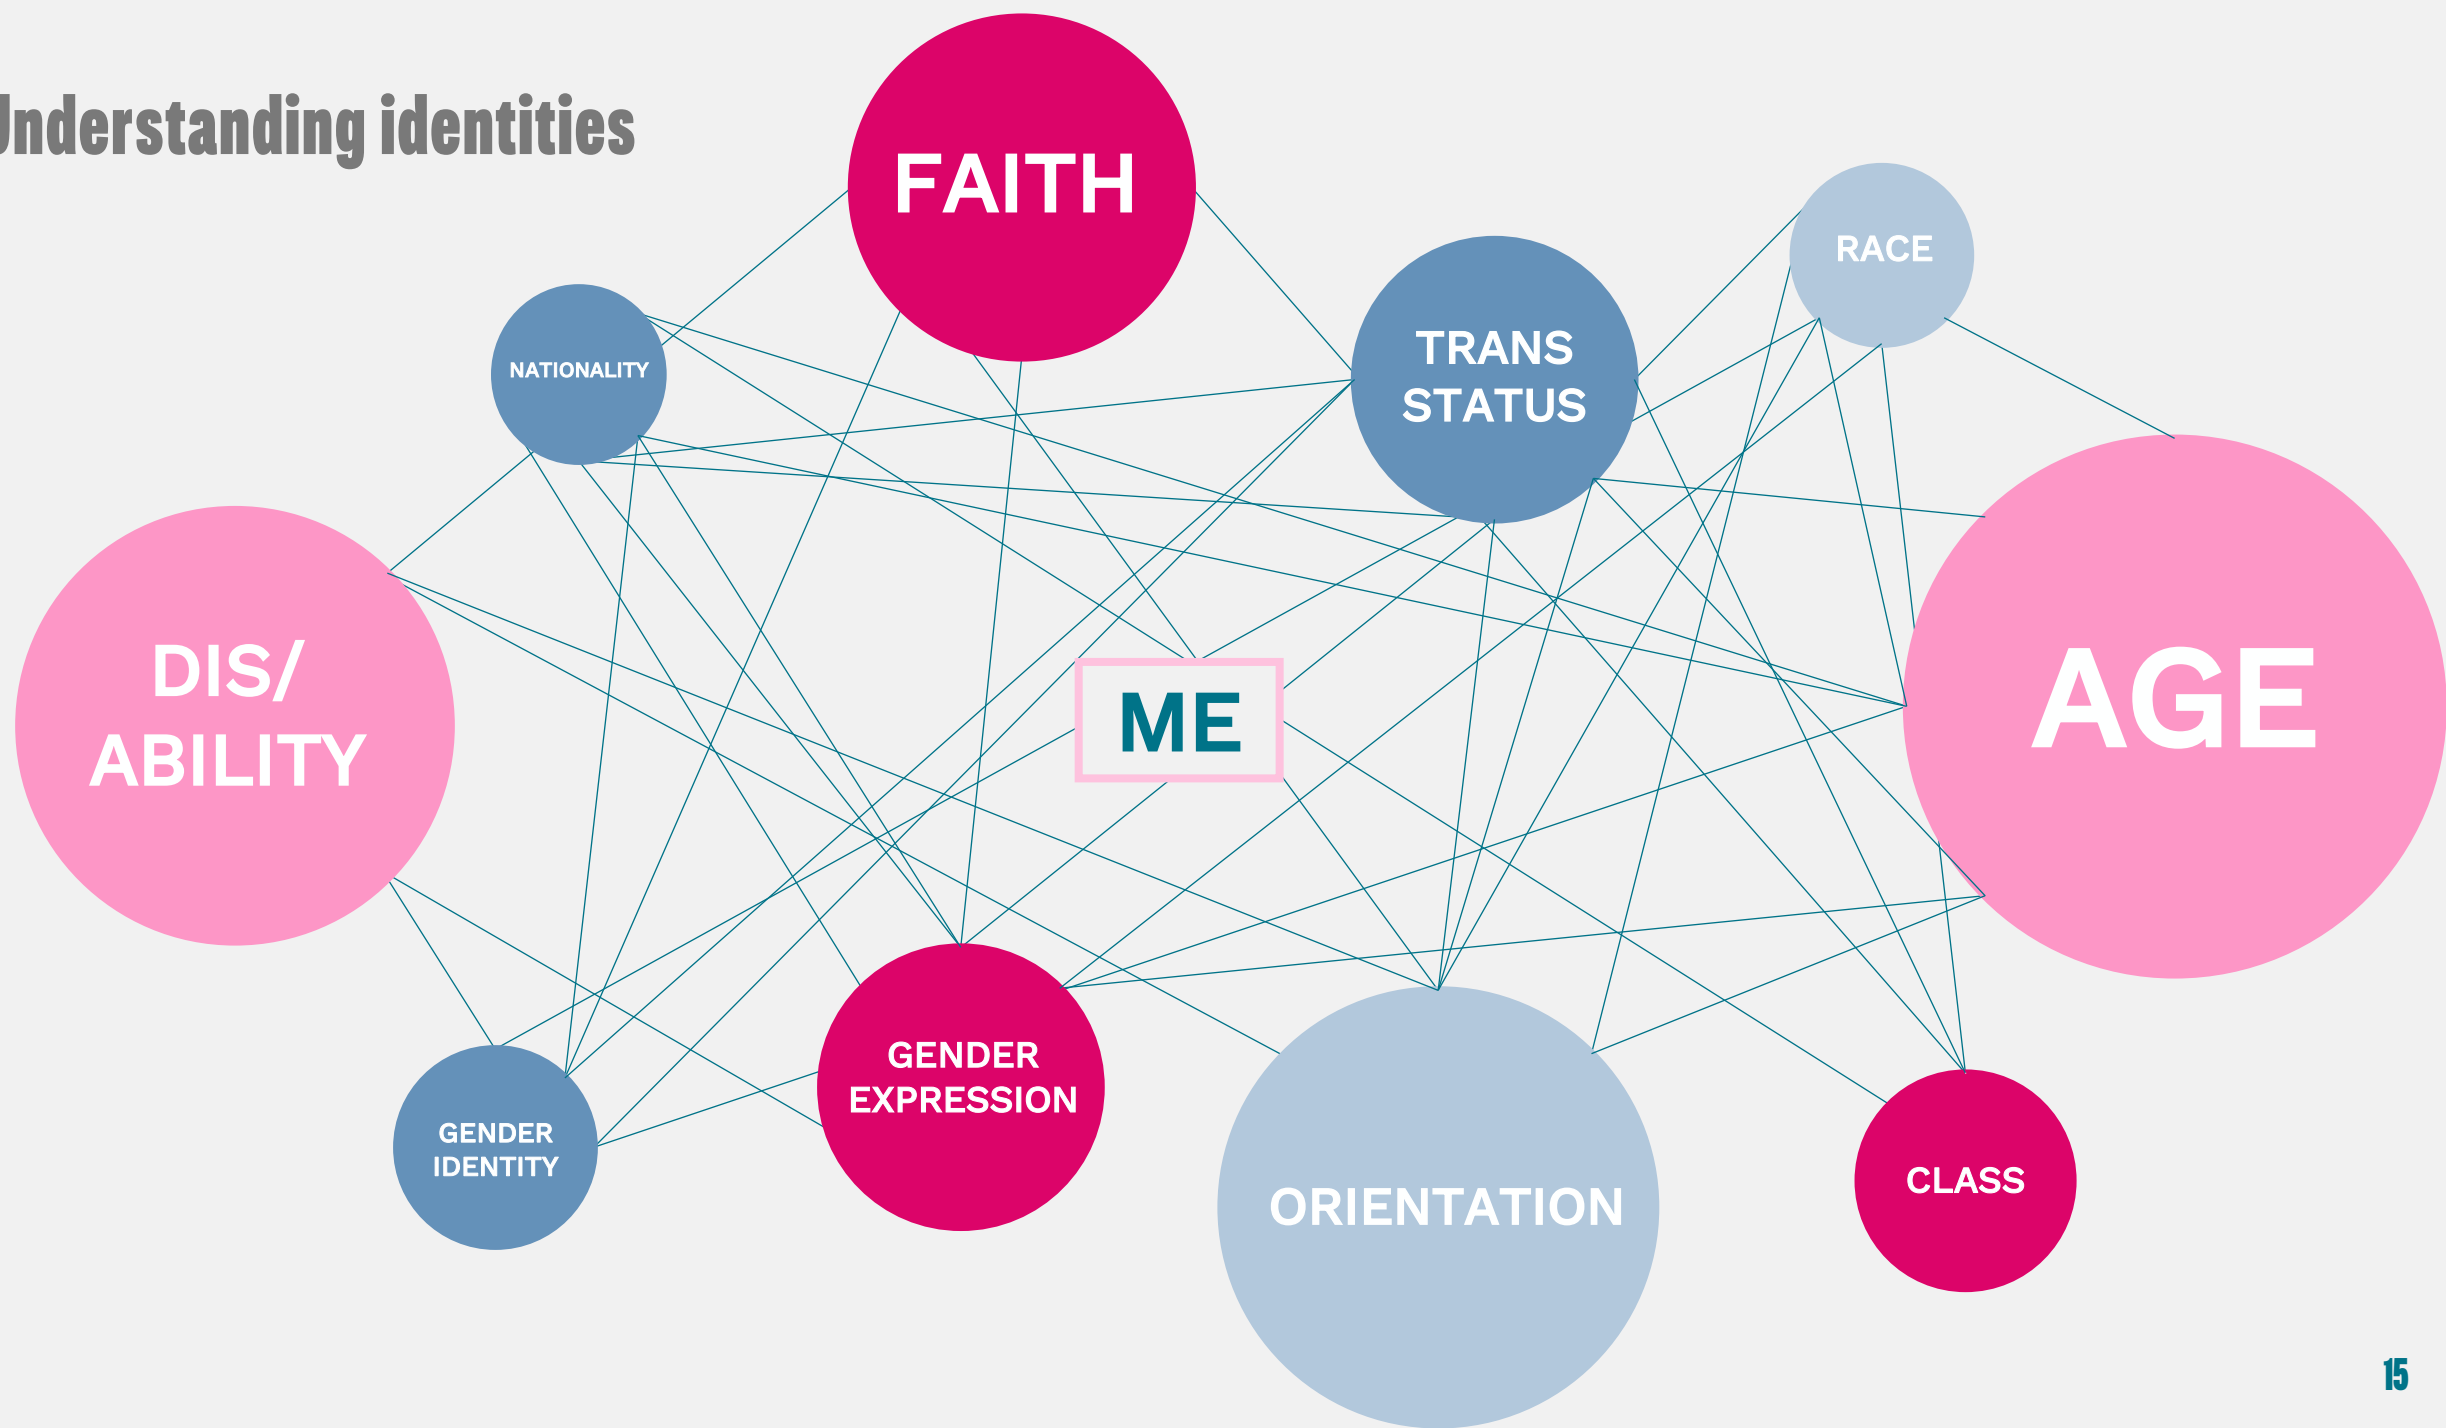 Understanding identities
FAITH
RACE
TRANS
STATUS
NATIONALITY
DIS/
ABILITY
ME
AGE
GENDER
EXPRESSION
GENDER
IDENTITY
ORIENTATION
CLASS
15